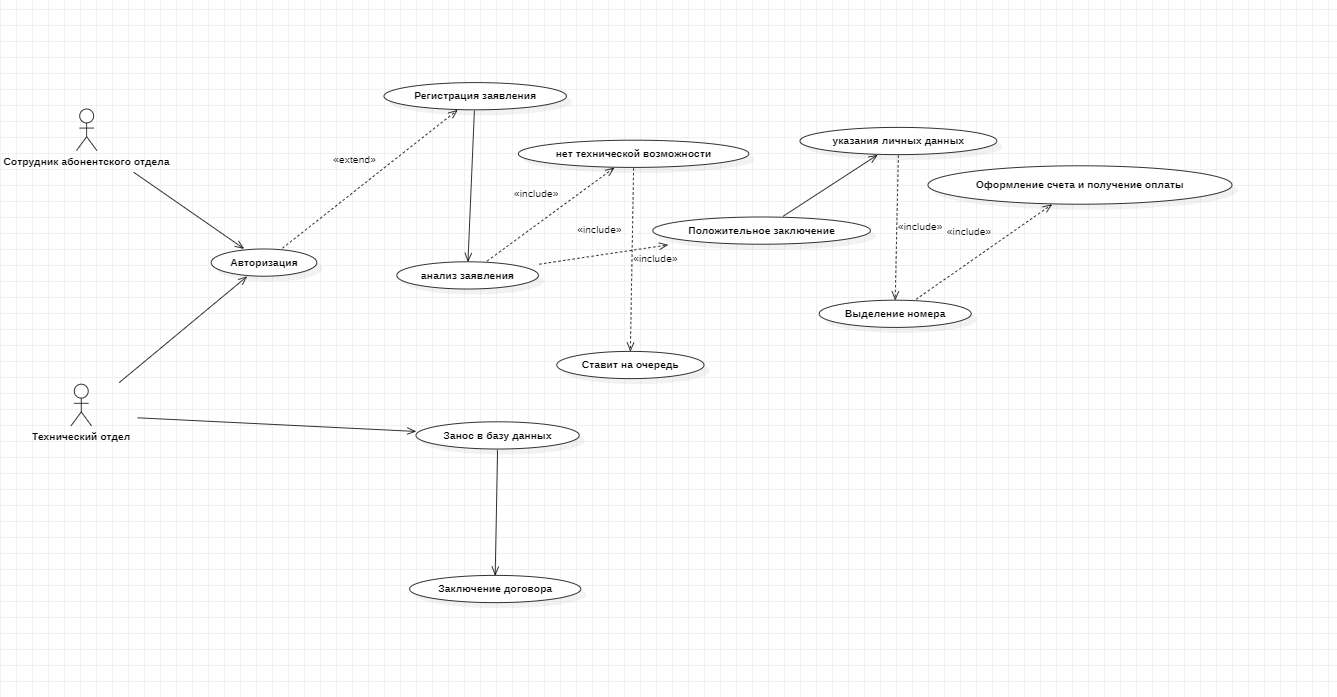 Регистрация заявления
Сотрудник абонентского отдела
«extend»
нет технической возможности
указания личных данных
Оформление счета и получение оплаты
«include»
«include»
Положительное заключение
«include»
«include»
«include»
Авторизация
анализ заявления
Выделение номера
Ставит на очередь
Технический отдел
Занос в базу данных
Заключение договора